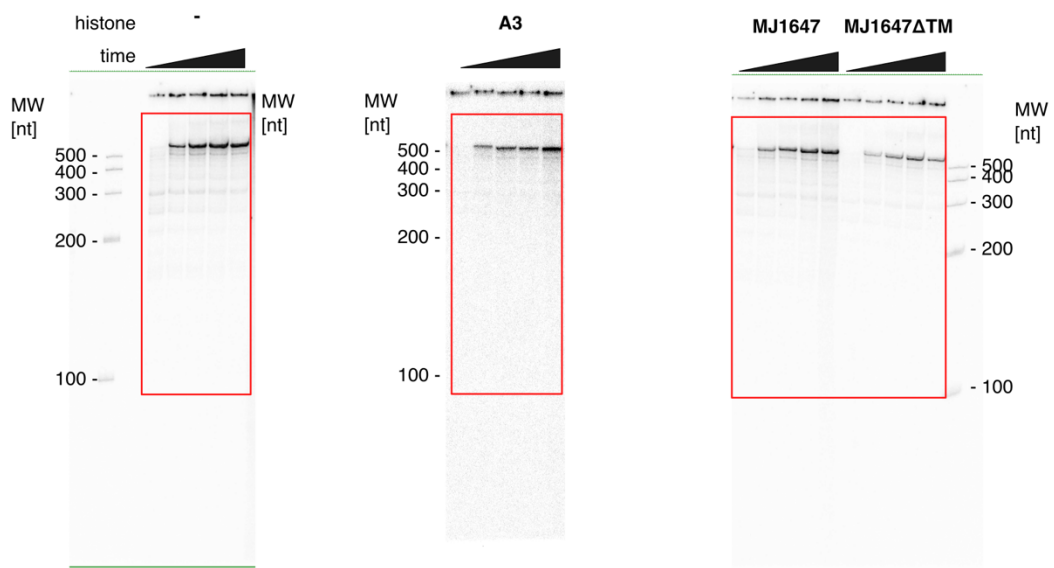 histone - A3 MJ1647 MJ1647ΔTM
time
MW
[nt]
500 -
400 -
300 -
200 -
100 -
MW
[nt]
MW
[nt]
500 -
400 -
300 -
200 -
100 -
MW
[nt]
- 500
- 400
- 300
- 200
- 100